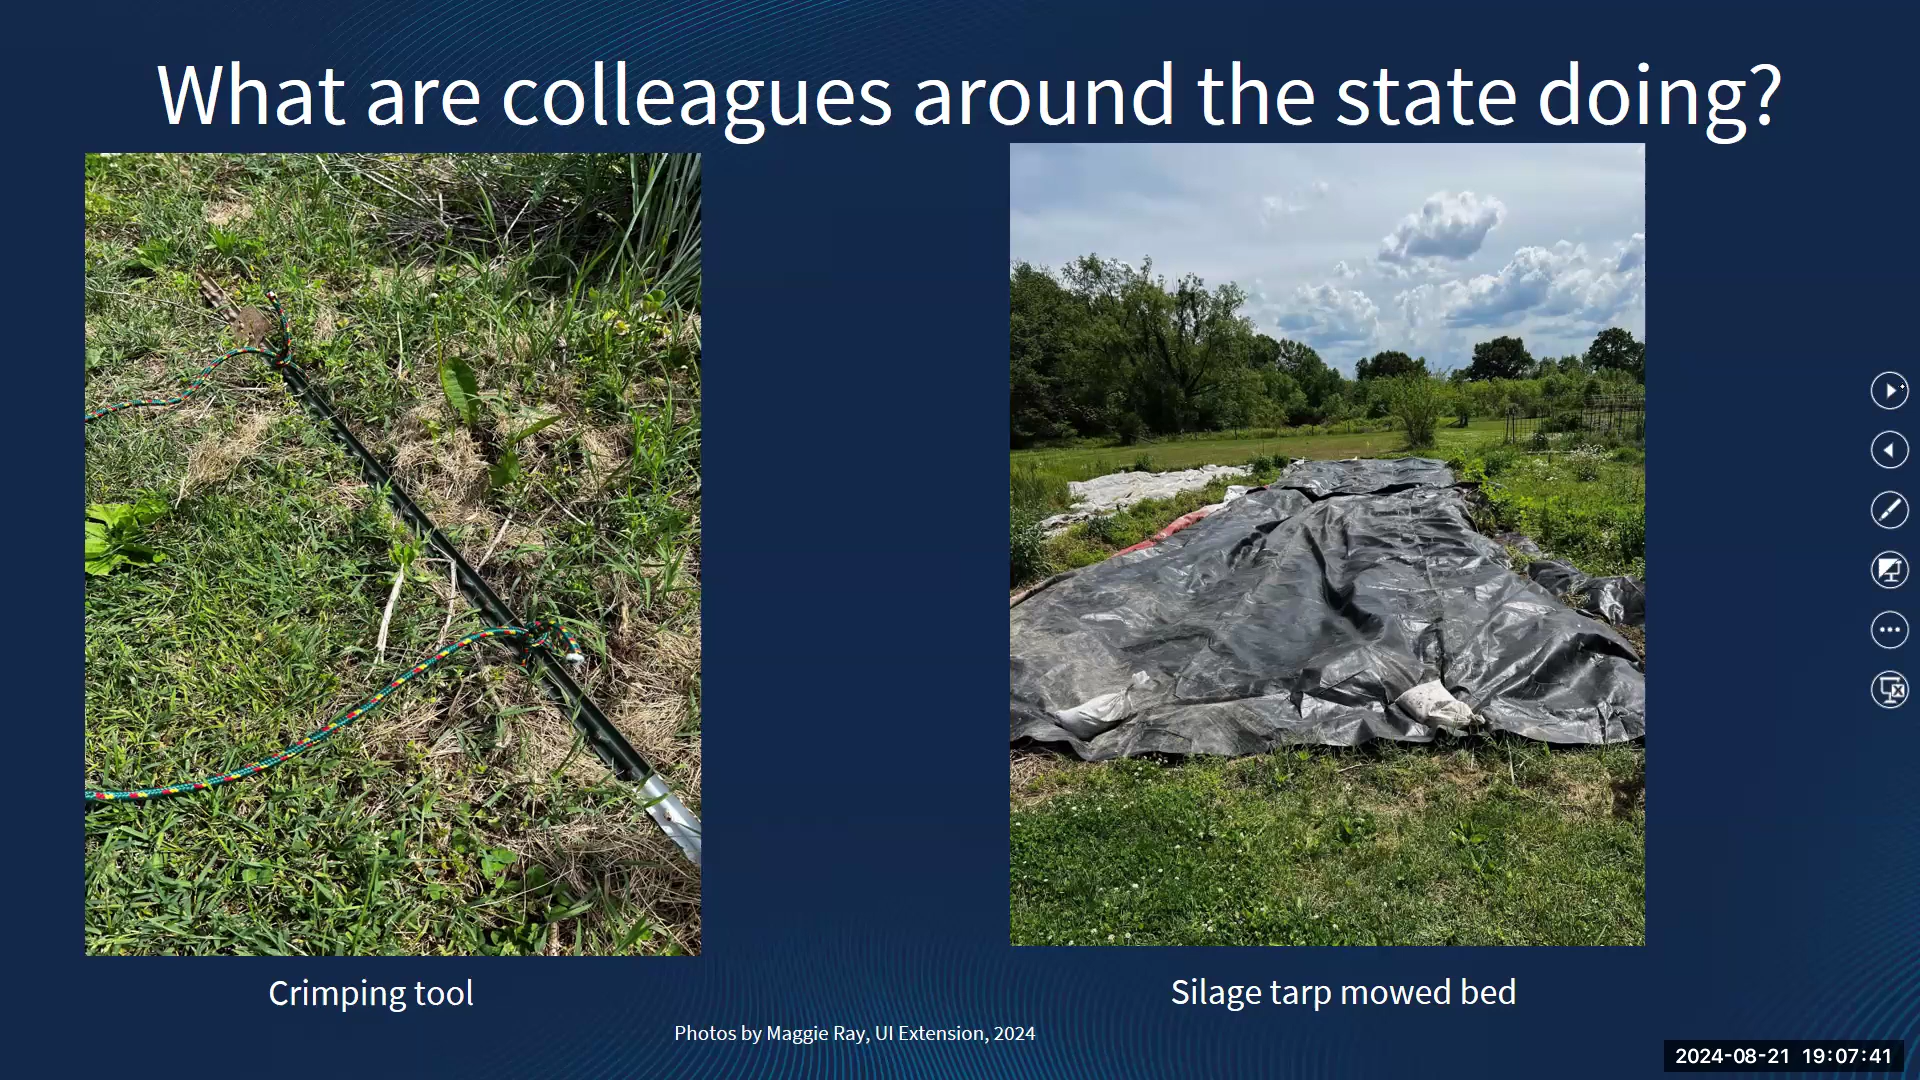 What are colleagues around the state doing?
Crimping tool
Silage tarp mowed bed
Photos by Maggie Ray, UI Extension, 2024
2024-08-21 19:07:41